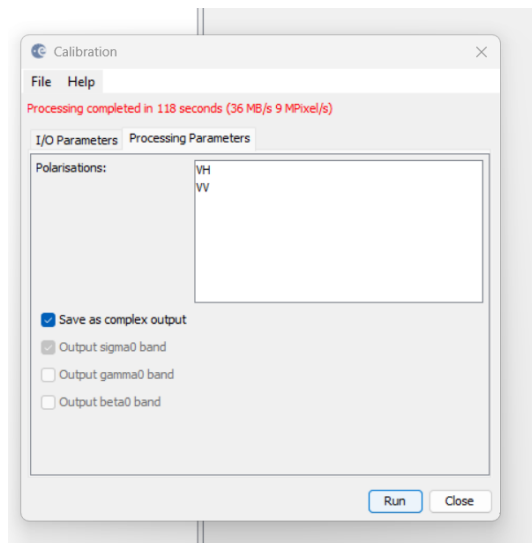 Calibration
File Help
Processing completed in 118 seconds (36 MB/s 9 MPixel/s)
I/O Parameters Processing Parameters
Polarisations:
VH
VV
Save as complex output
Output sigma0 band
Output gamma0 band
Output beta0 band
Run Close